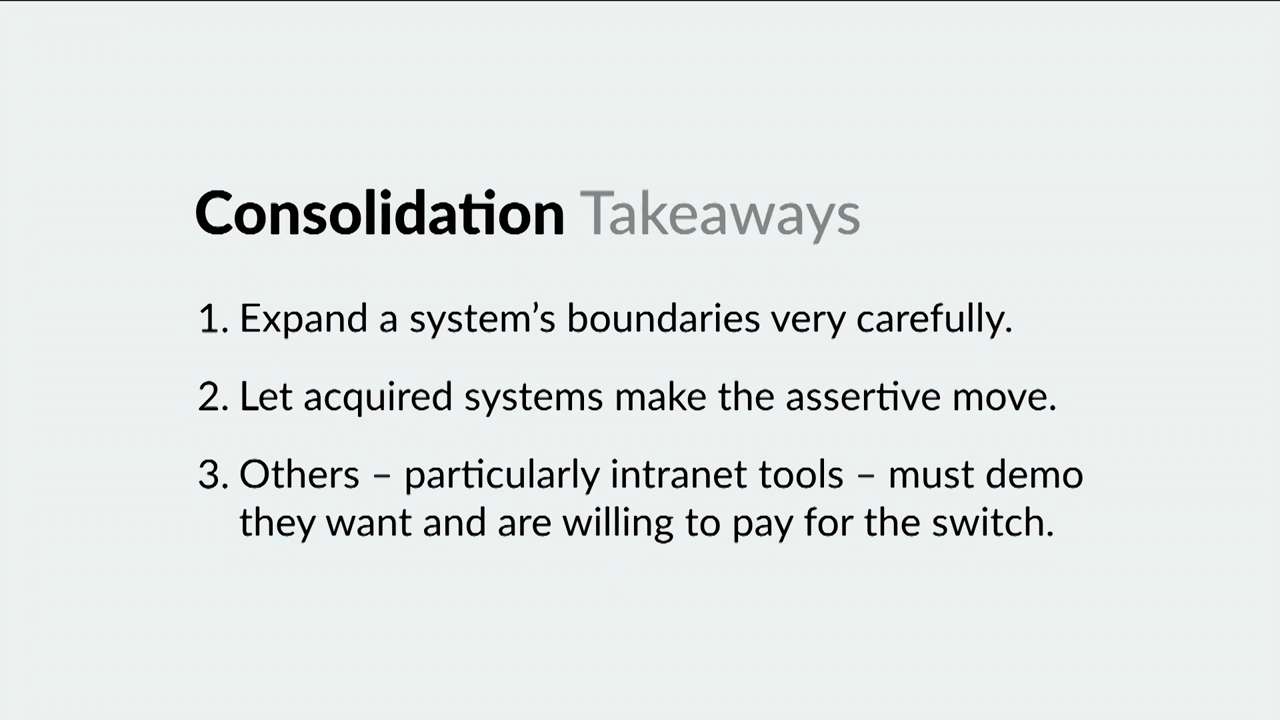 Consolidation Takeaways
1. Expand a system’s boundaries very carefully.
2. Let acquired systems make the assertive move.
3. Others – particularly intranet tools – must demo
they want and are willing to pay for the switch.